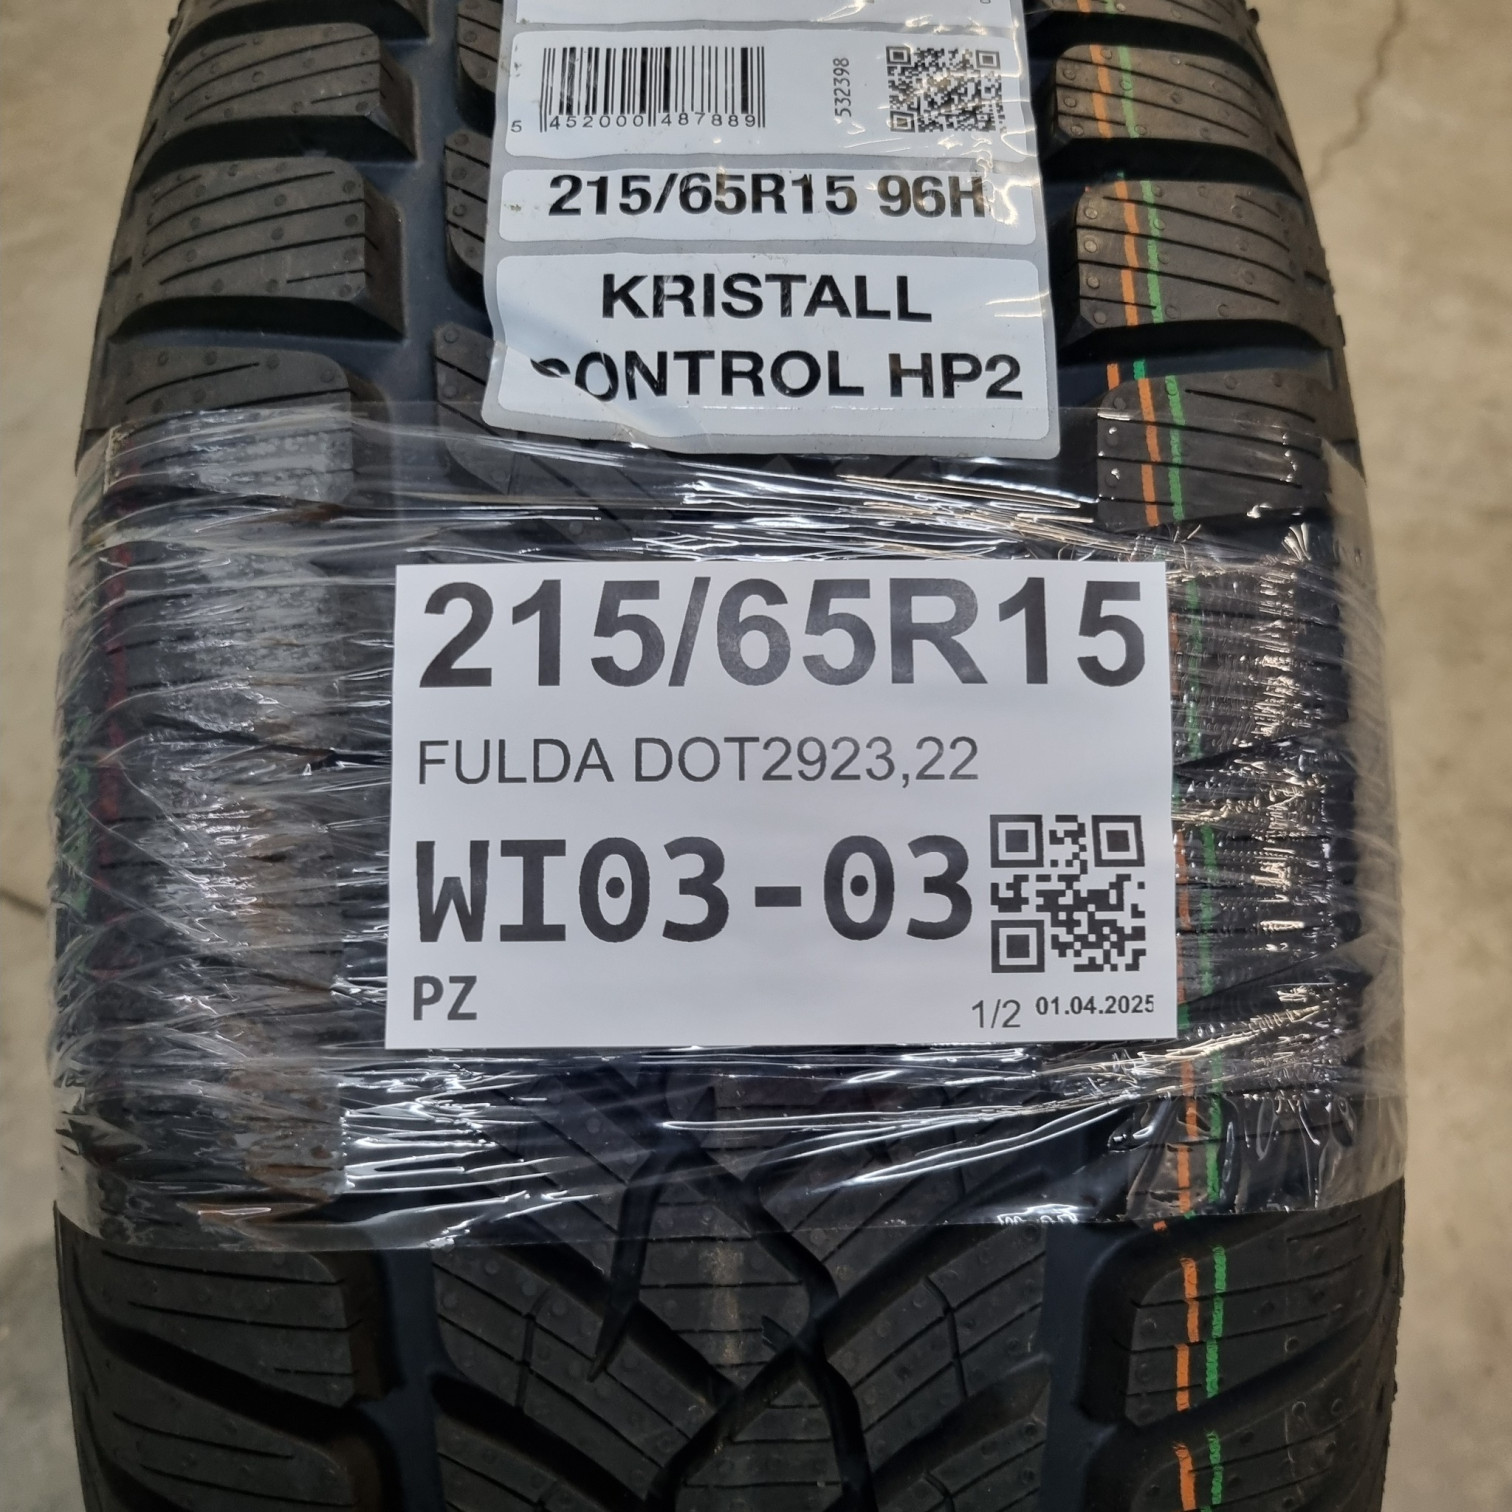 532398
5 452000 487889
215/65R15 96H
KRISTALL
CONTROL HP2
215/65R15
FULDA DOT2923,22
WI03-03
PZ
1/2 01.04.2025